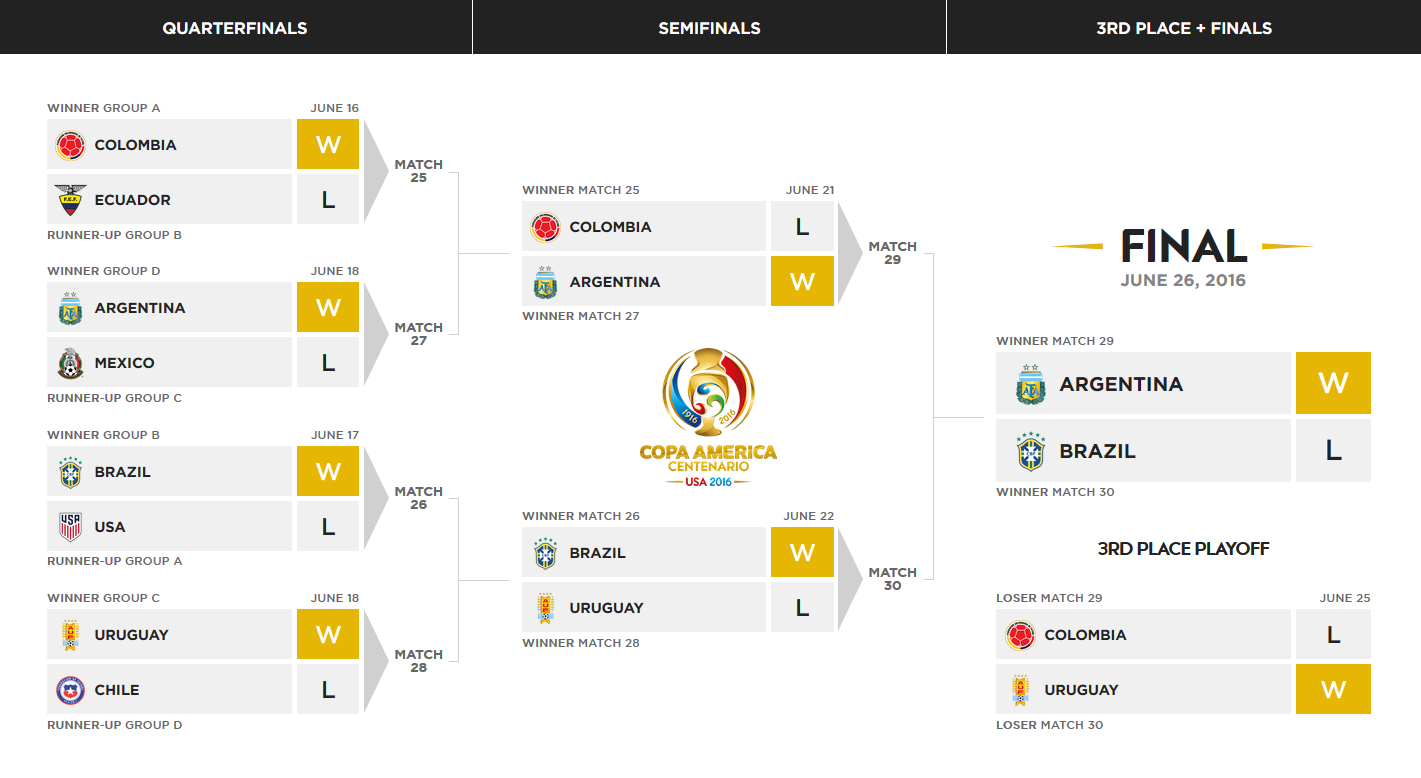 QUARTERFINALS
SEMIFINALS
3RD PLACE + FINALS
WINNER GROUP A
JUNE 16
COLOMBIA
W
ECUADOR
L
RUNNER-UP GROUP B
MATCH
25
WINNER GROUP D
JUNE 18
ARGENTINA
W
MEXICO
L
RUNNER-UP GROUP C
MATCH
27
WINNER GROUP B
JUNE 17
BRAZIL
W
USA
L
RUNNER-UP GROUP A
MATCH
26
WINNER GROUP C
JUNE 18
URUGUAY
W
CHILE
L
RUNNER-UP GROUP D
MATCH
28
WINNER MATCH 25
JUNE 21
COLOMBIA
L
ARGENTINA
W
WINNER MATCH 27
MATCH
29
1916
2016
COPA AMERICA
CENTENARIO
USA 2016
WINNER MATCH 26
JUNE 22
BRAZIL
W
URUGUAY
L
WINNER MATCH 28
MATCH
30
FINAL
JUNE 26, 2016
WINNER MATCH 29
ARGENTINA
W
BRAZIL
L
WINNER MATCH 30
3RD PLACE PLAYOFF
LOSER MATCH 29
JUNE 25
COLOMBIA
L
URUGUAY
W
LOSER MATCH 30